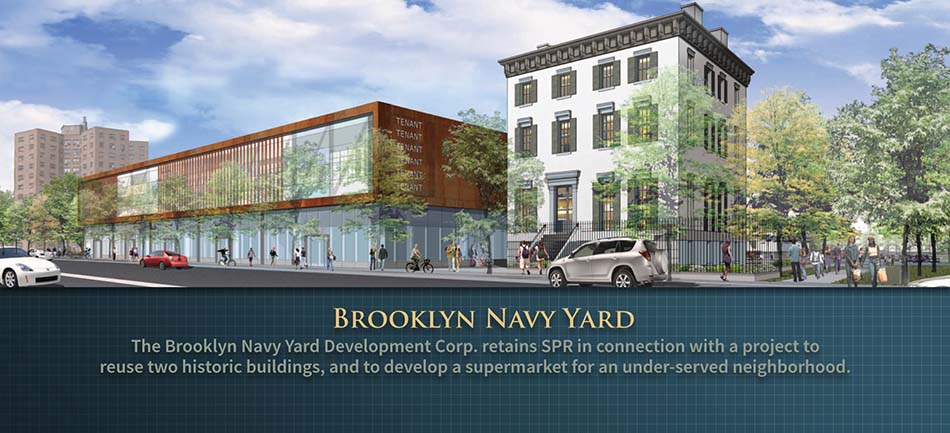 TENANT
TENANT
TENANT
TENANT
TENANT
TENANT
Brooklyn Navy Yard
The Brooklyn Navy Yard Development Corp. retains SPR in connection with a project to
reuse two historic buildings, and to develop a supermarket for an under-served neighborhood.